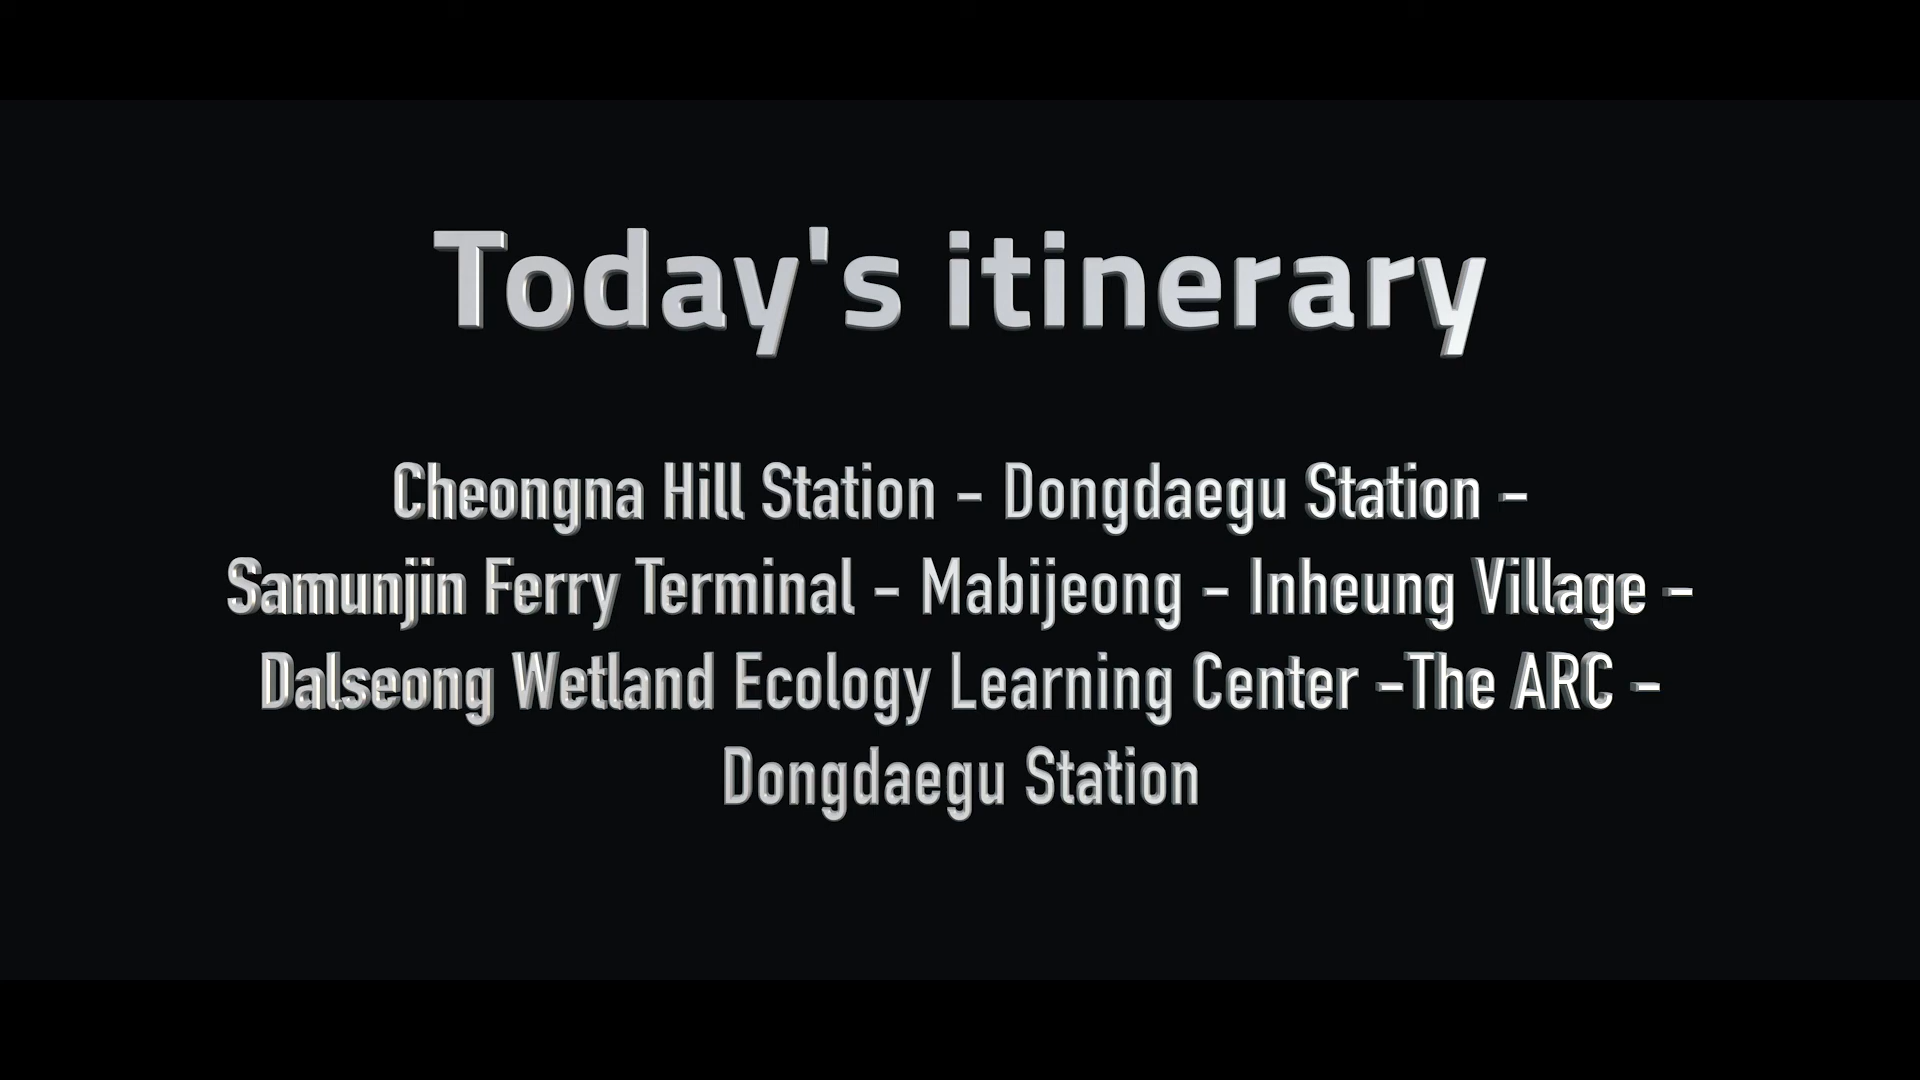 Today's itinerary
Cheongna Hill Station - Dongdaegu Station -
Samunjin Ferry Terminal - Mabijeong - Inheung Village -
Dalseong Wetland Ecology Learning Center -The ARC -
Dongdaegu Station